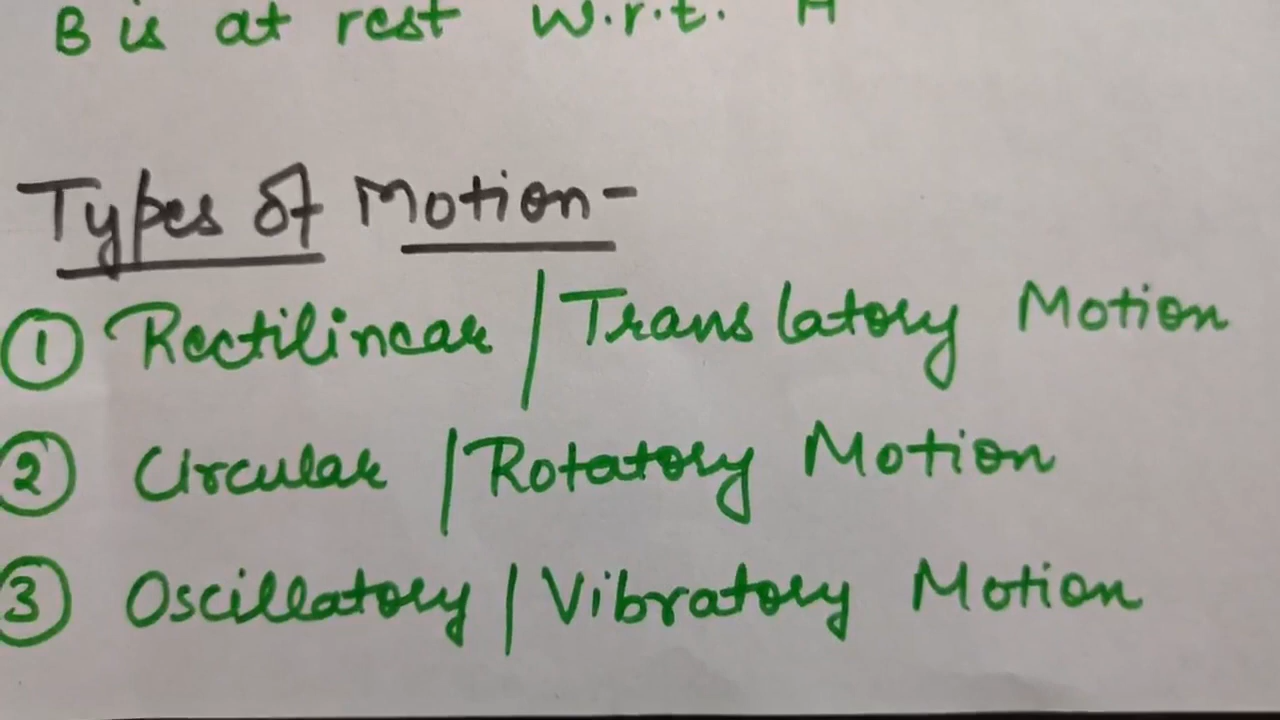 B is at rest w.r.t. A
Types of Motion-
① Rectilinear / Translatory Motion
② Circular / Rotatory Motion
③ Oscillatory / Vibratory Motion